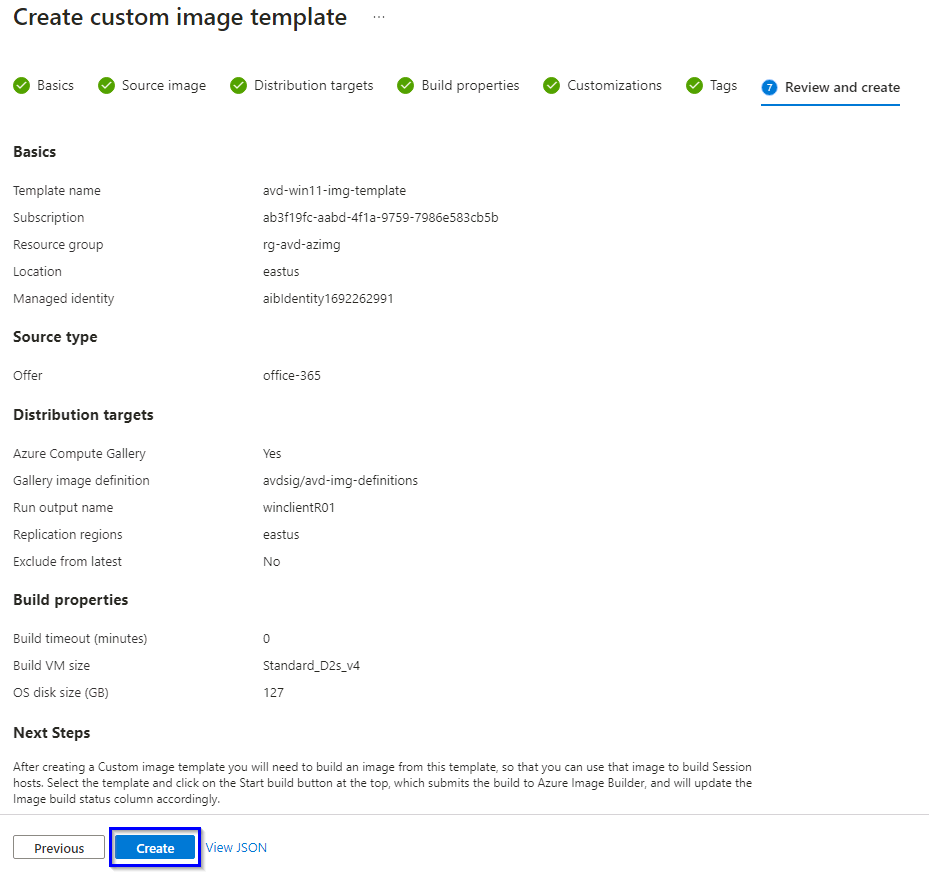 Create custom image template ...
Basics Source image Distribution targets Build properties Customizations Tags 7 Review and create
Basics
Template name avd-win11-img-template
Subscription ab3f19fc-aabd-4f1a-9759-7986e583cb5b
Resource group rg-avd-azimg
Location eastus
Managed identity aibIdentity1692262991
Source type
Offer office-365
Distribution targets
Azure Compute Gallery Yes
Gallery image definition avdsig/avd-img-definitions
Run output name winclientR01
Replication regions eastus
Exclude from latest No
Build properties
Build timeout (minutes) 0
Build VM size Standard_D2s_v4
OS disk size (GB) 127
Next Steps
After creating a Custom image template you will need to build an image from this template, so that you can use that image to build Session
hosts. Select the template and click on the Start build button at the top, which submits the build to Azure Image Builder, and will update the
Image build status column accordingly.
Previous Create View JSON